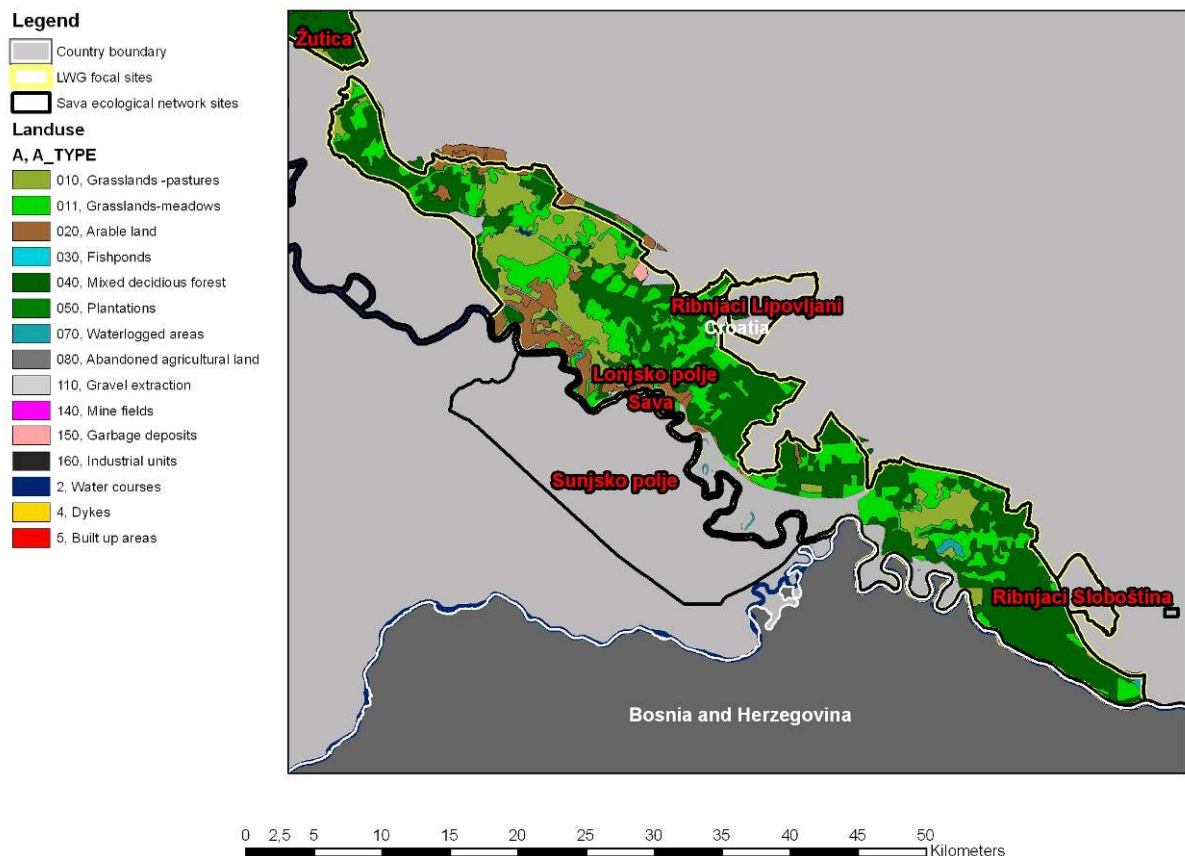 Legend
Country boundary
LWG focal sites
Sava ecological network sites
Landuse
A, A_TYPE
010, Grasslands -pastures
011, Grasslands-meadows
020, Arable land
030, Fishponds
040, Mixed decidious forest
050, Plantations
070, Waterlogged areas
080, Abandoned agricultural land
110, Gravel extraction
140, Mine fields
150, Garbage deposits
160, Industrial units
2, Water courses
4, Dykes
5, Built up areas
Žutica
Ribnjaci Lipovljani
Croatia
Lonjsko polje
Sava
Sunjsko polje
Ribnjaci Sloboština
Bosnia and Herzegovina
0 2,5 5 10 15 20 25 30 35 40 45 50
Kilometers